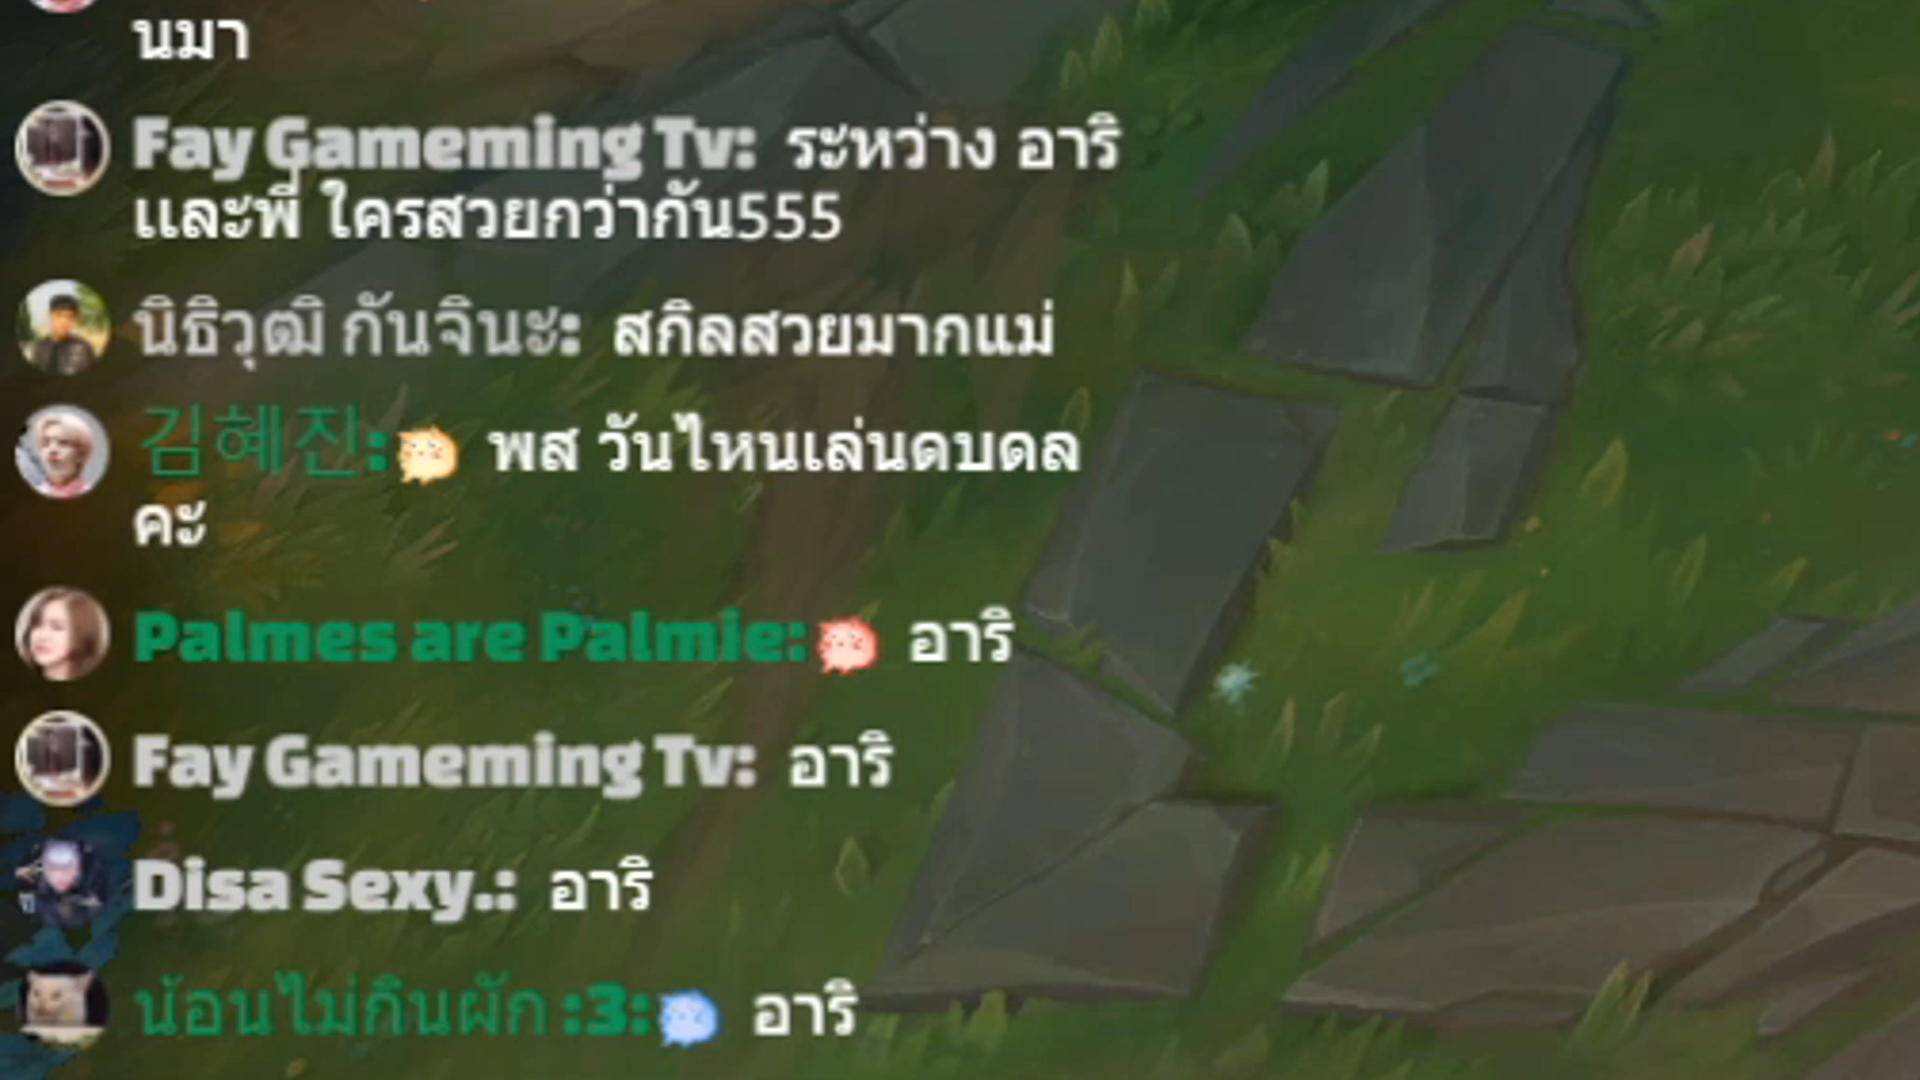 นมา
Fay Gameming Tv: ระหว่าง อาริ
และพี่ ใครสวยกว่ากัน555
นิธิวุฒิ กันจินะ: สกิลสวยมากแม่
김혜진: พส วันไหนเล่นดบดล
คะ
Palmes are Palmie: อาริ
Fay Gameming Tv: อาริ
Disa Sexy.: อาริ
น้อนไม่กินผัก :3: อาริ